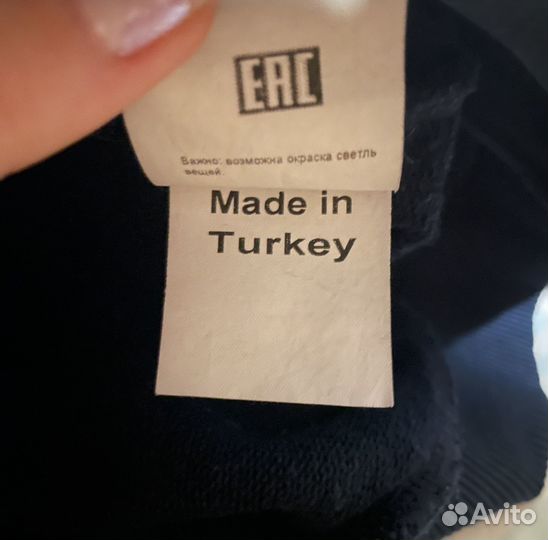 EAC
Важно: возможна окраска светль
вещей.
Made in
Turkey
Avito